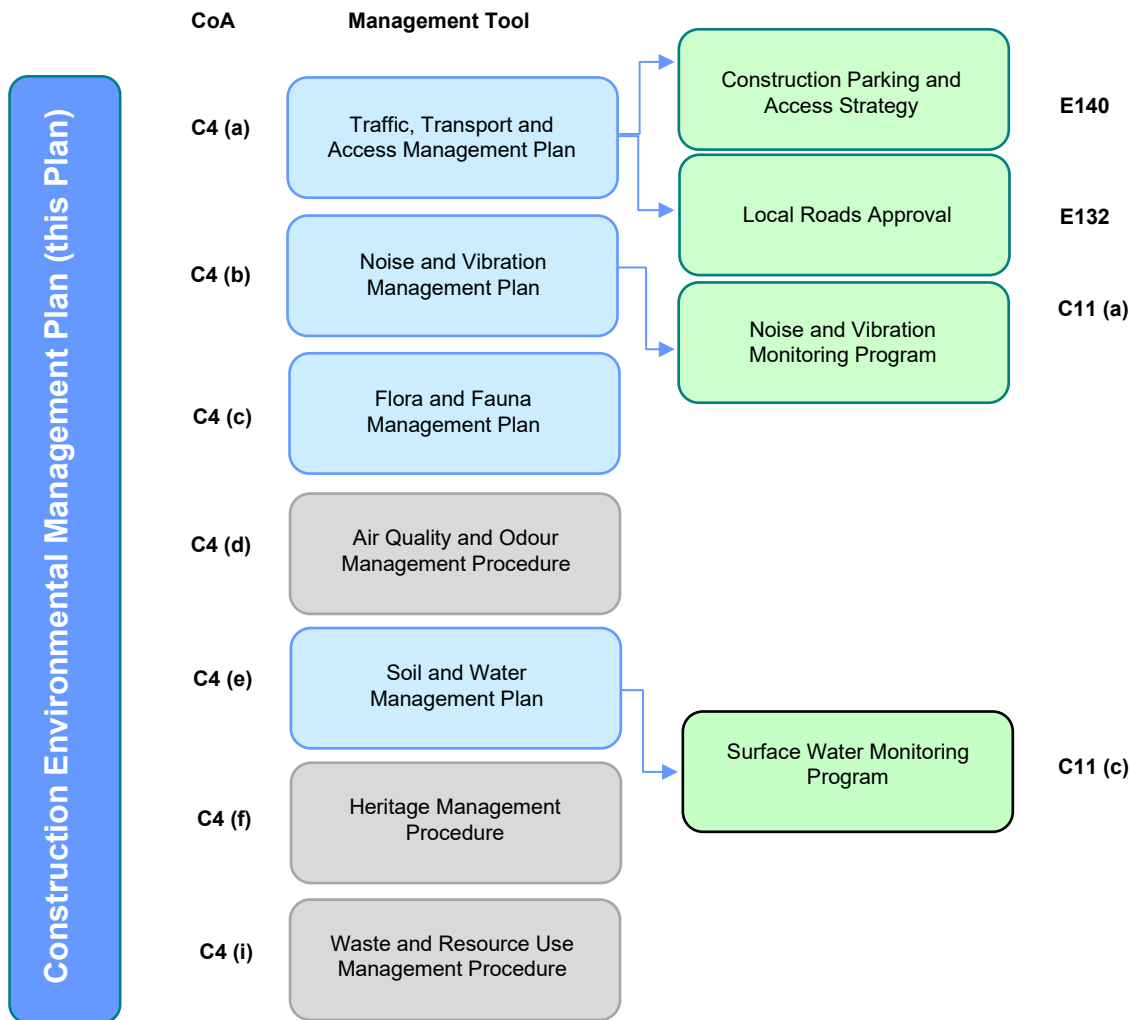 CoA
Management Tool
Construction Environmental Management Plan (this Plan)
C4 (a)
Traffic, Transport and
Access Management Plan
Construction Parking and
Access Strategy
E140
Local Roads Approval
E132
C4 (b)
Noise and Vibration
Management Plan
Noise and Vibration
Monitoring Program
C11 (a)
C4 (c)
Flora and Fauna
Management Plan
C4 (d)
Air Quality and Odour
Management Procedure
C4 (e)
Soil and Water
Management Plan
Surface Water Monitoring
Program
C11 (c)
C4 (f)
Heritage Management
Procedure
C4 (i)
Waste and Resource Use
Management Procedure